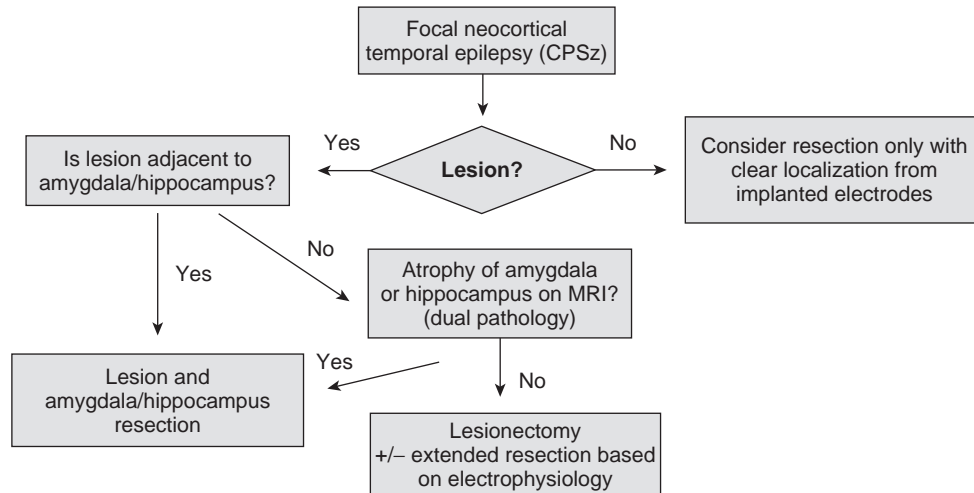 Focal neocortical
temporal epilepsy (CPSz)
Yes
No
Lesion?
Is lesion adjacent to
amygdala/hippocampus?
Consider resection only with
clear localization from
implanted electrodes
Yes
No
Atrophy of amygdala
or hippocampus on MRI?
(dual pathology)
Yes
No
Lesion and
amygdala/hippocampus
resection
Lesionectomy
+/– extended resection based
on electrophysiology